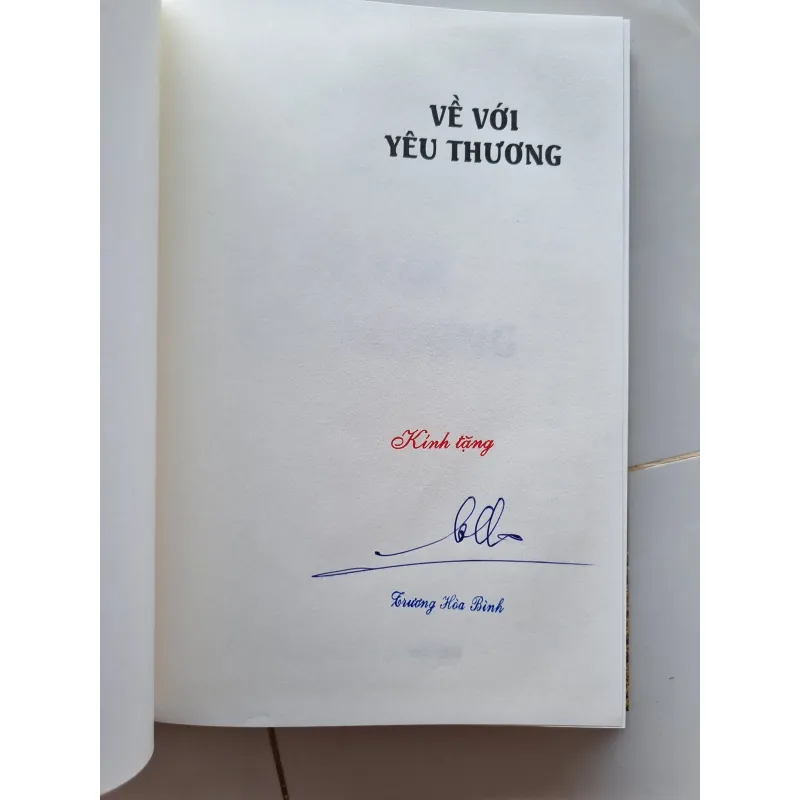 VỀ VỚI
YÊU THƯƠNG
Kính tặng
Trương Hòa Bình